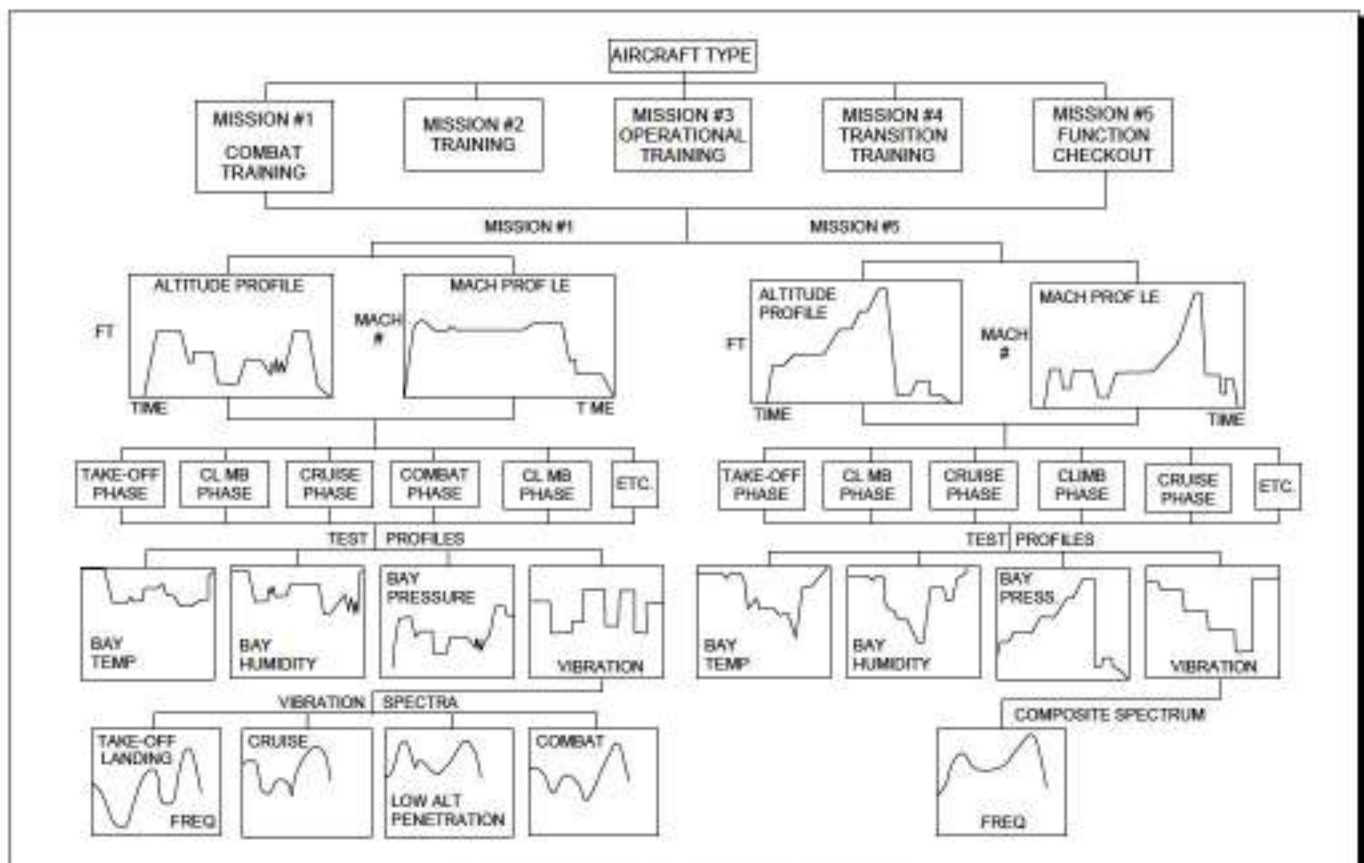 AIRCRAFT TYPE
MISSION #1
COMBAT
TRAINING
MISSION #2
TRAINING
MISSION #3
OPERATIONAL
TRAINING
MISSION #4
TRANSITION
TRAINING
MISSION #5
FUNCTION
CHECKOUT
MISSION #1
MISSION #5
ALTITUDE PROFILE
FT
TIME
MACH PROF LE
MACH
#
T ME
ALTITUDE
PROFILE
FT
TIME
MACH PROF LE
MACH
#
TIME
TAKE-OFF
PHASE
CL MB
PHASE
CRUISE
PHASE
COMBAT
PHASE
CL MB
PHASE
ETC.
TAKE-OFF
PHASE
CL MB
PHASE
CRUISE
PHASE
CLIMB
PHASE
CRUISE
PHASE
ETC.
TEST PROFILES
TEST PROFILES
BAY
TEMP
BAY
HUMIDITY
BAY
PRESSURE
VIBRATION
BAY
TEMP
BAY
HUMIDITY
BAY
PRESS
VIBRATION
VIBRATION SPECTRA
COMPOSITE SPECTRUM
TAKE-OFF
LANDING
FREQ
CRUISE
LOW ALT
PENETRATION
COMBAT
FREQ